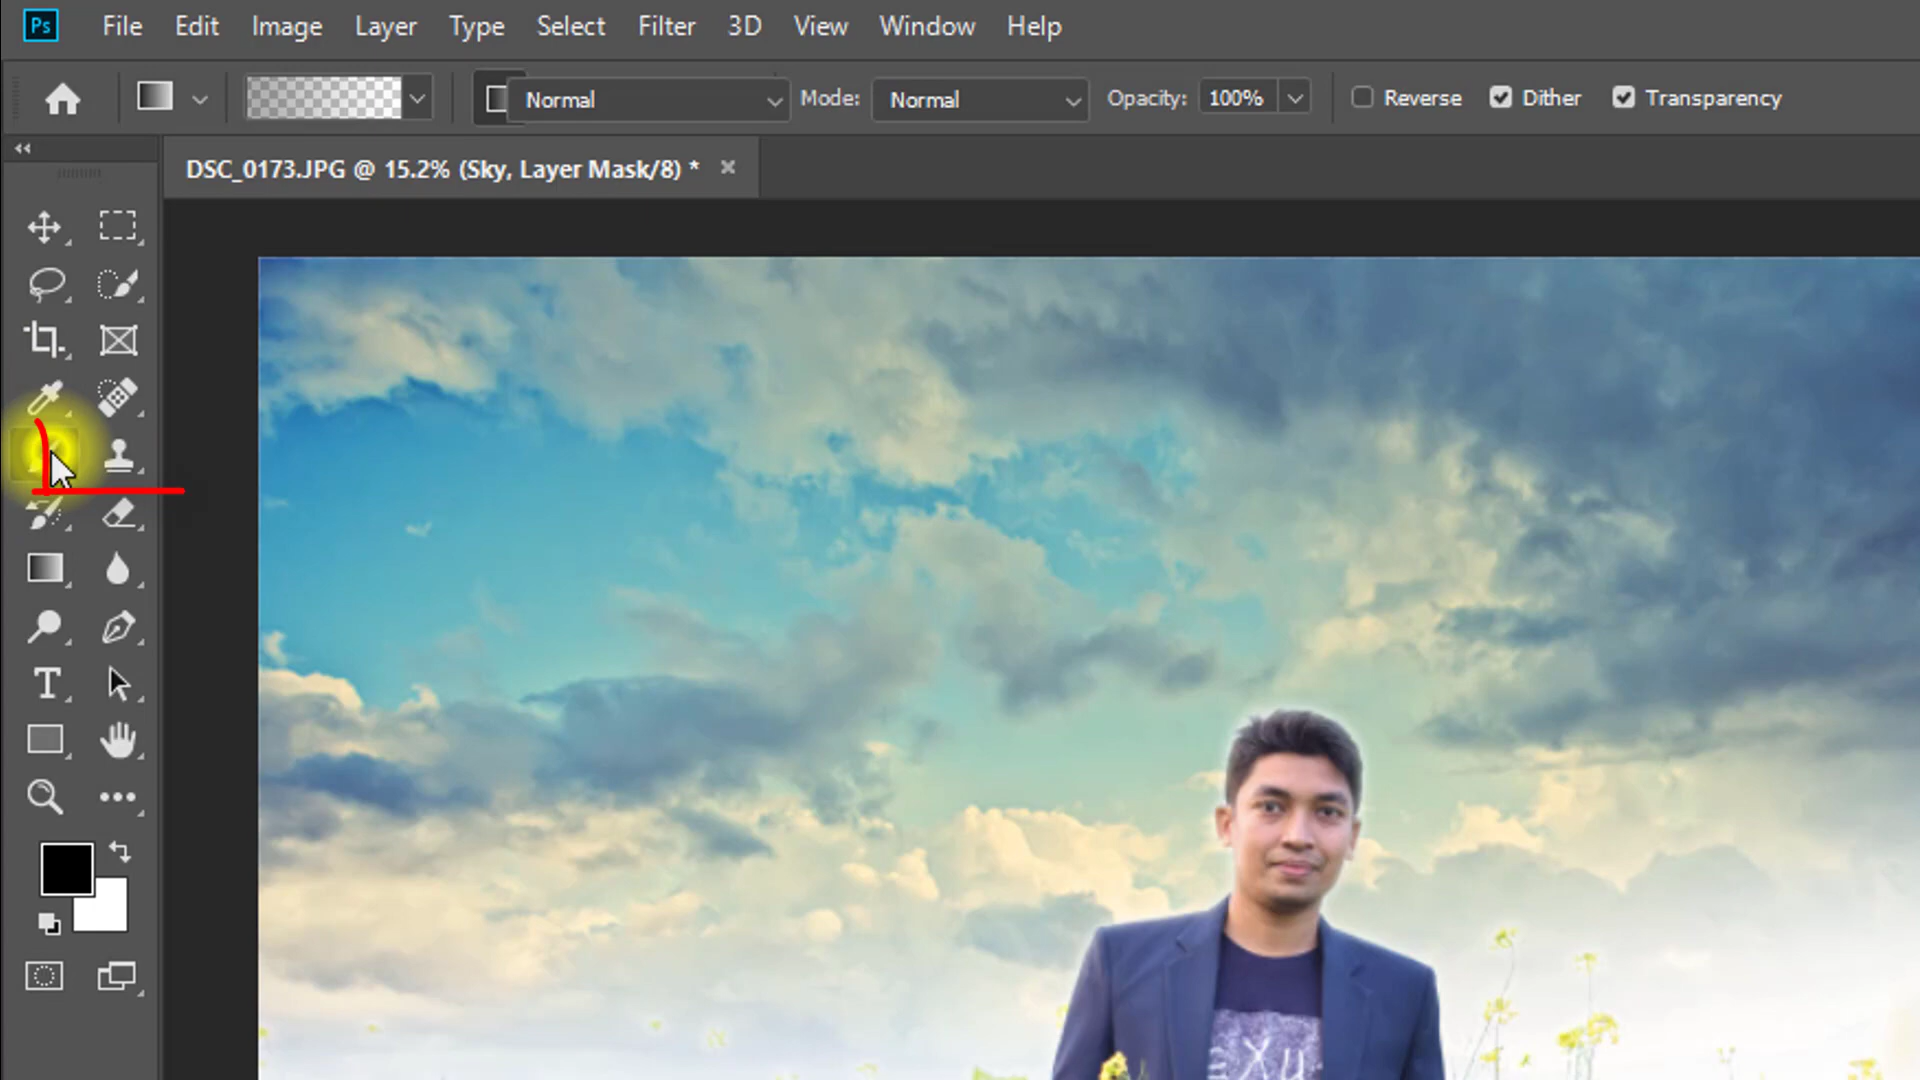 Ps File Edit Image Layer Type Select Filter 3D View Window Help
Normal Mode: Normal Opacity: 100% Reverse Dither Transparency
DSC_0173.JPG @ 15.2% (Sky, Layer Mask/8) *
T